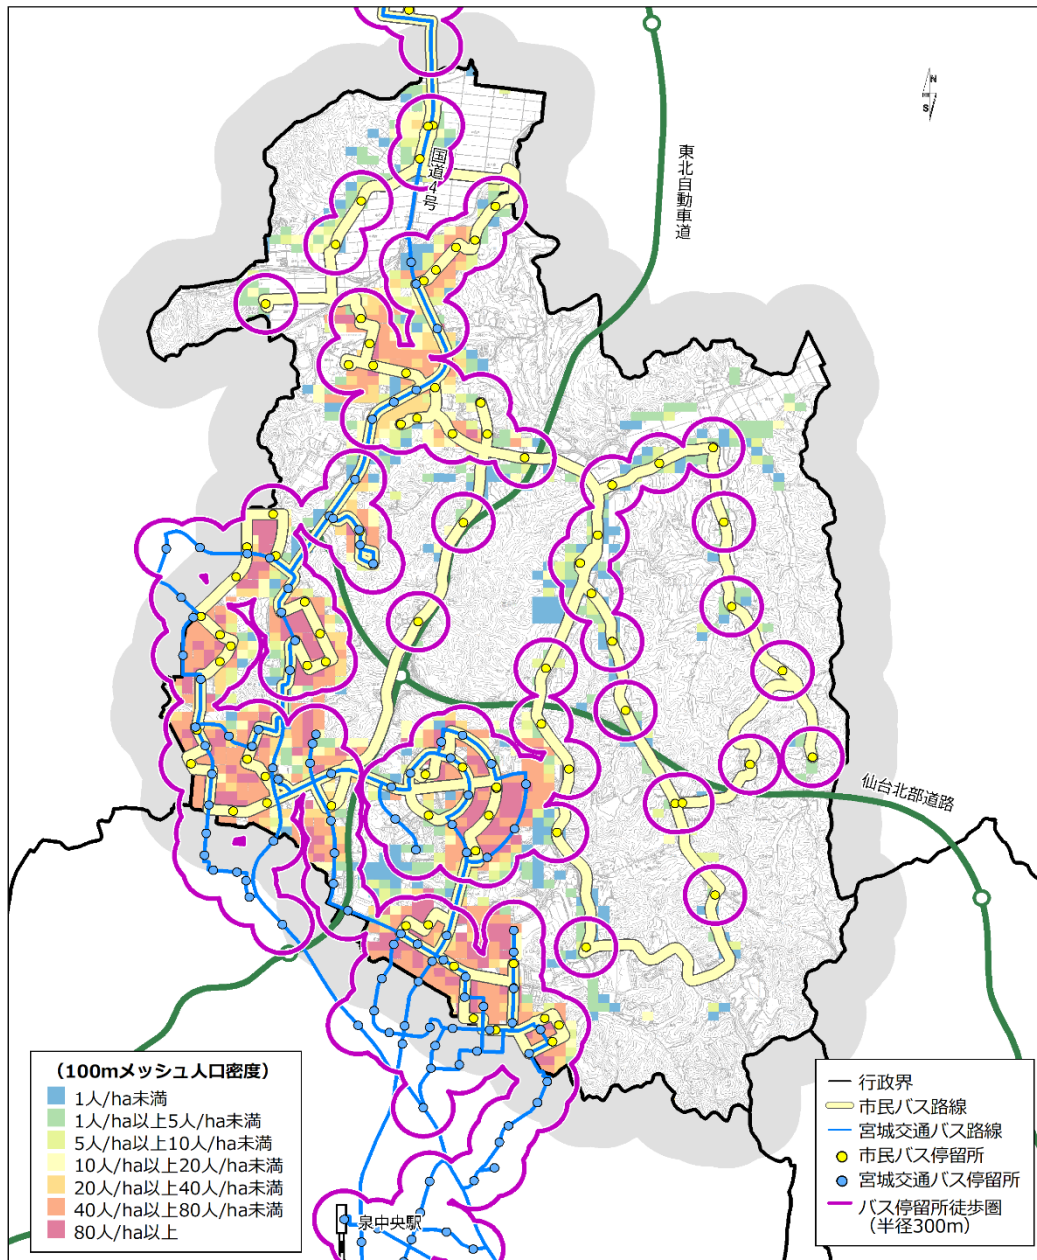 N
S
国道4号
東北自動車道
仙台北部道路
泉中央駅
（100mメッシュ人口密度）
1人/ha未満
1人/ha以上5人/ha未満
5人/ha以上10人/ha未満
10人/ha以上20人/ha未満
20人/ha以上40人/ha未満
40人/ha以上80人/ha未満
80人/ha以上
行政界
市民バス路線
宮城交通バス路線
市民バス停留所
宮城交通バス停留所
バス停留所徒歩圏
（半径300m）